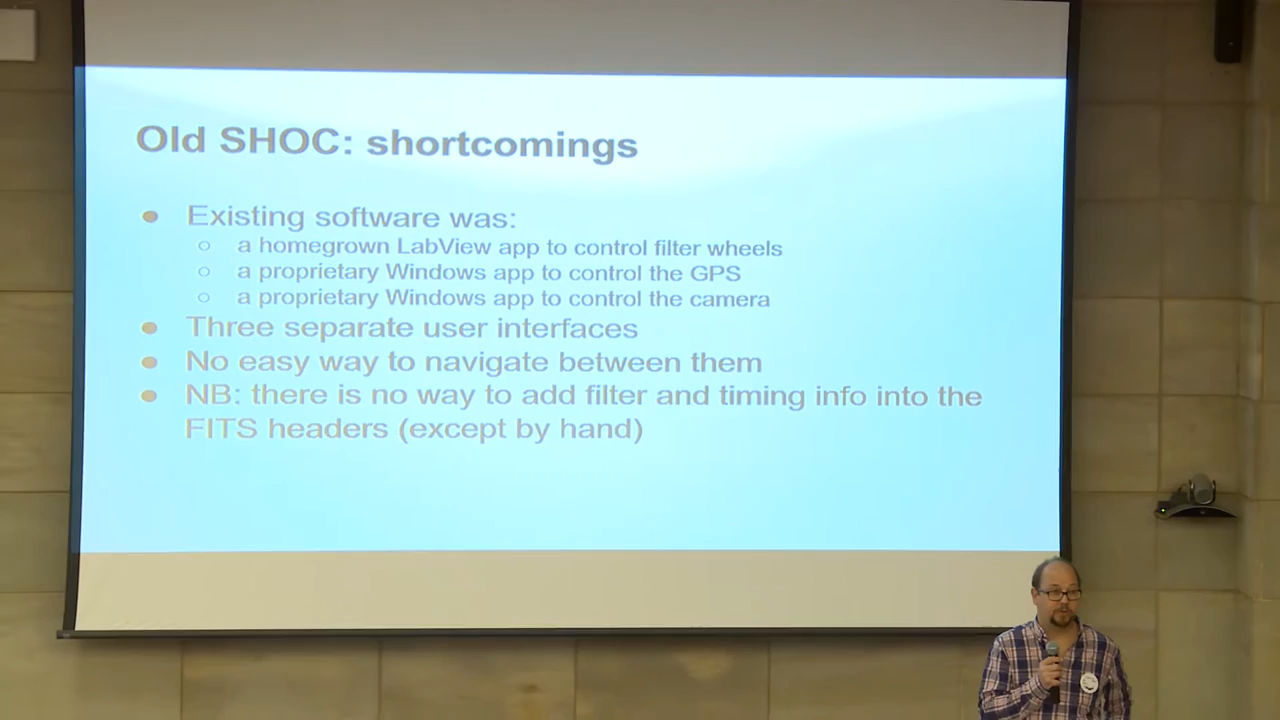 Old SHOC: shortcomings
● Existing software was:
○ a homegrown LabView app to control filter wheels
○ a proprietary Windows app to control the GPS
○ a proprietary Windows app to control the camera
● Three separate user interfaces
● No easy way to navigate between them
● NB: there is no way to add filter and timing info into the
FITS headers (except by hand)